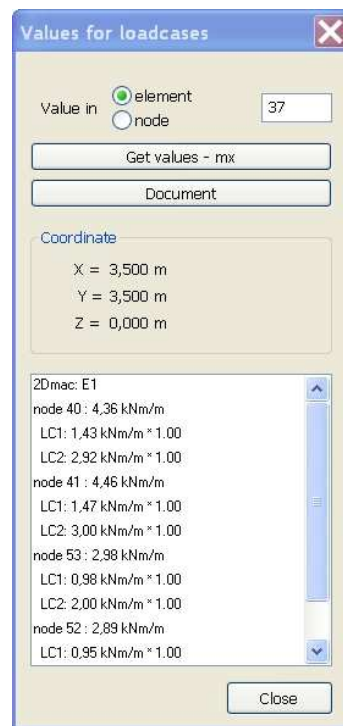 Values for loadcases
Value in element 37
node
Get values - mx
Document
Coordinate
X = 3,500 m
Y = 3,500 m
Z = 0,000 m
2Dmac: E1
node 40 : 4,36 kNm/m
LC1: 1,43 kNm/m * 1.00
LC2: 2,92 kNm/m * 1.00
node 41 : 4,46 kNm/m
LC1: 1,47 kNm/m * 1.00
LC2: 3,00 kNm/m * 1.00
node 53 : 2,98 kNm/m
LC1: 0,98 kNm/m * 1.00
LC2: 2,00 kNm/m * 1.00
node 52 : 2,89 kNm/m
LC1: 0,95 kNm/m * 1.00
Close